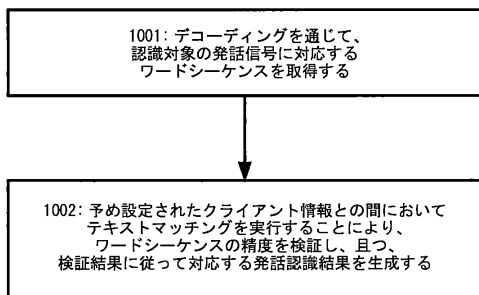 1001: デコーディングを通じて、
認識対象の発話信号に対応する
ワードシーケンスを取得する
1002: 予め設定されたクライアント情報との間において
テキストマッチングを実行することにより、
ワードシーケンスの精度を検証し、且つ、
検証結果に従って対応する発話認識結果を生成する